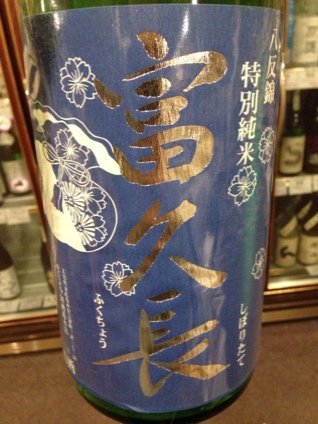 八反錦
特別純米
富久長
ふくちょう
しぼりたて